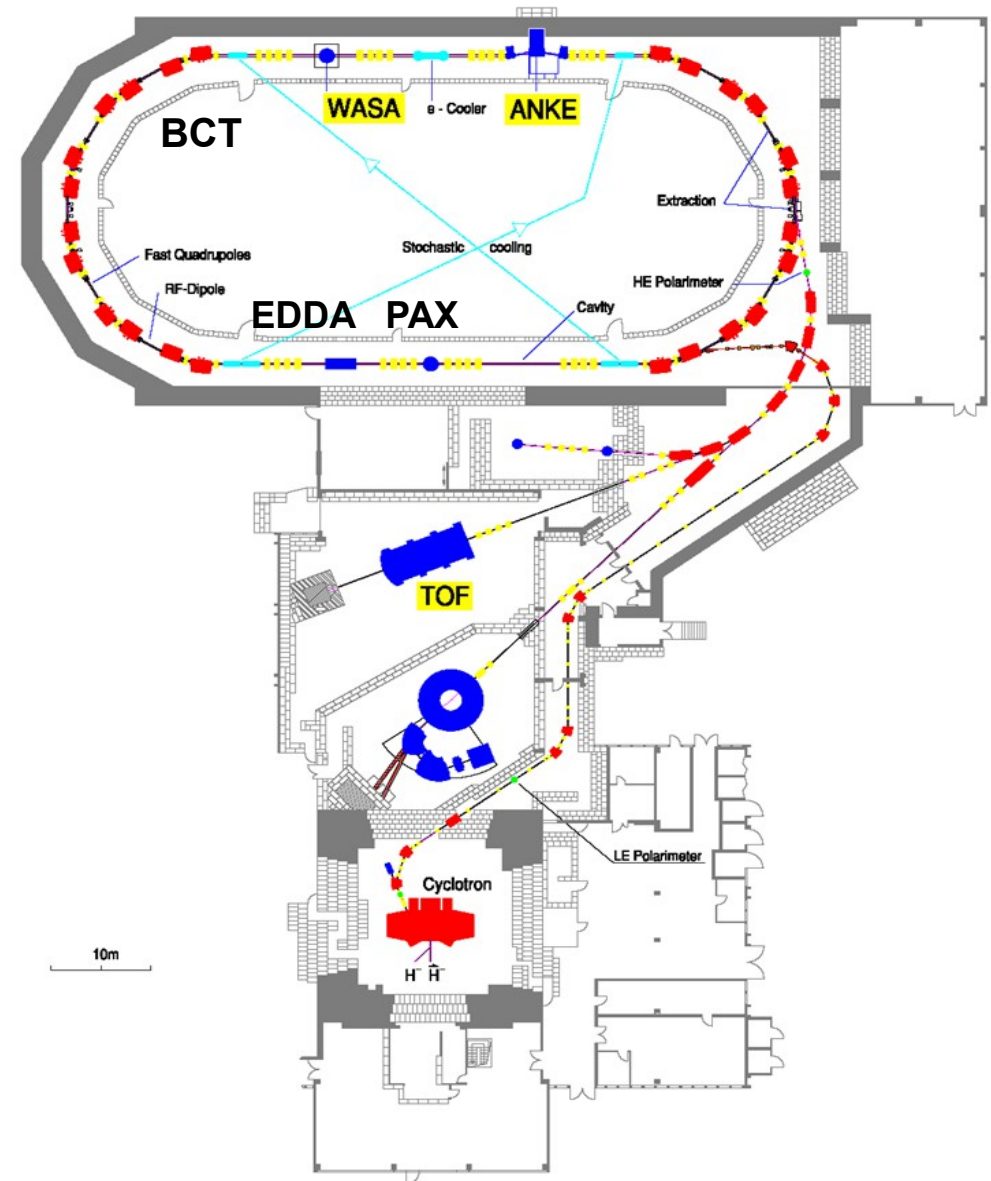 WASA
e - Cooler
ANKE
BCT
Extraction
Stochastic cooling
Fast Quadrupoles
HE Polarimeter
RF-Dipole
EDDA PAX
Cavity
TOF
LE Polarimeter
Cyclotron
10m
H⁻ H⁻